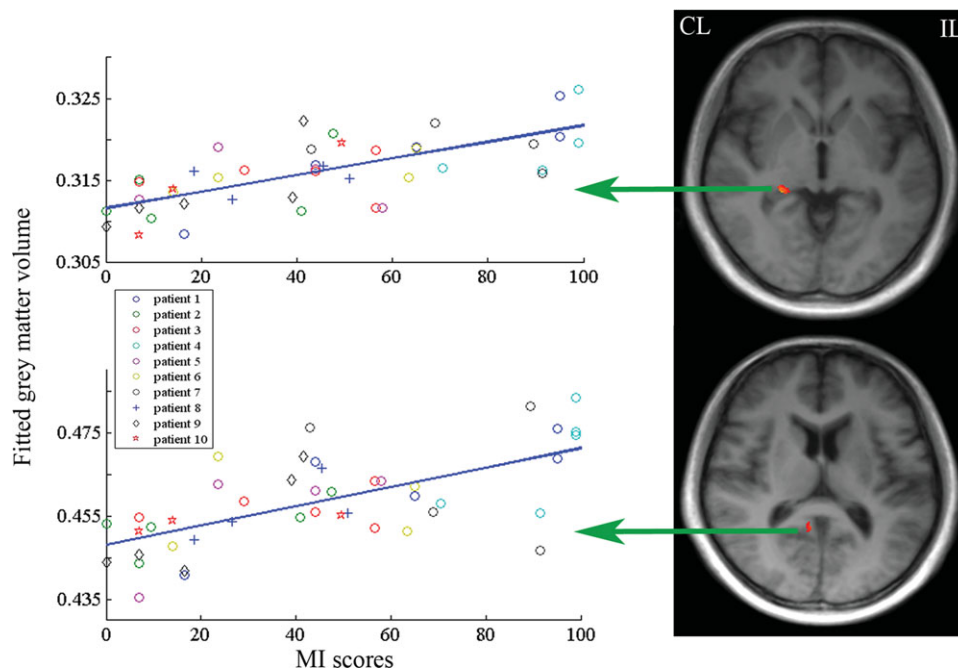 CL
IL
0.325
0.315
0.305
0 20 40 60 80 100
Fitted grey matter volume
patient 1
patient 2
patient 3
patient 4
patient 5
patient 6
patient 7
patient 8
patient 9
patient 10
0.475
0.455
0.435
0 20 40 60 80 100
MI scores